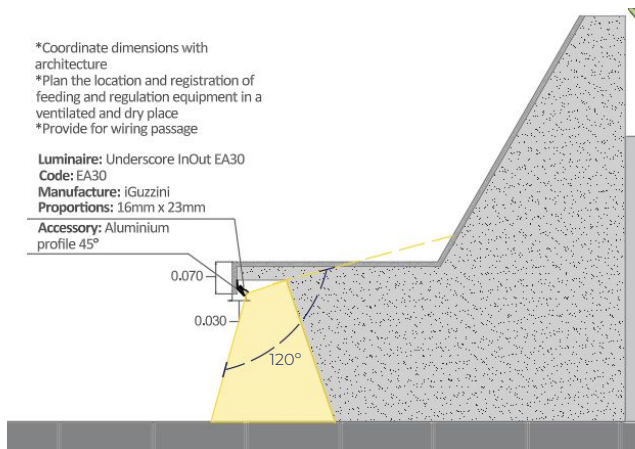 *Coordinate dimensions with
architecture
*Plan the location and registration of
feeding and regulation equipment in a
ventilated and dry place
*Provide for wiring passage
Luminaire: Underscore InOut EA30
Code: EA30
Manufacture: iGuzzini
Proportions: 16mm x 23mm
Accessory: Aluminium
profile 45°
0.070
0.030
120°